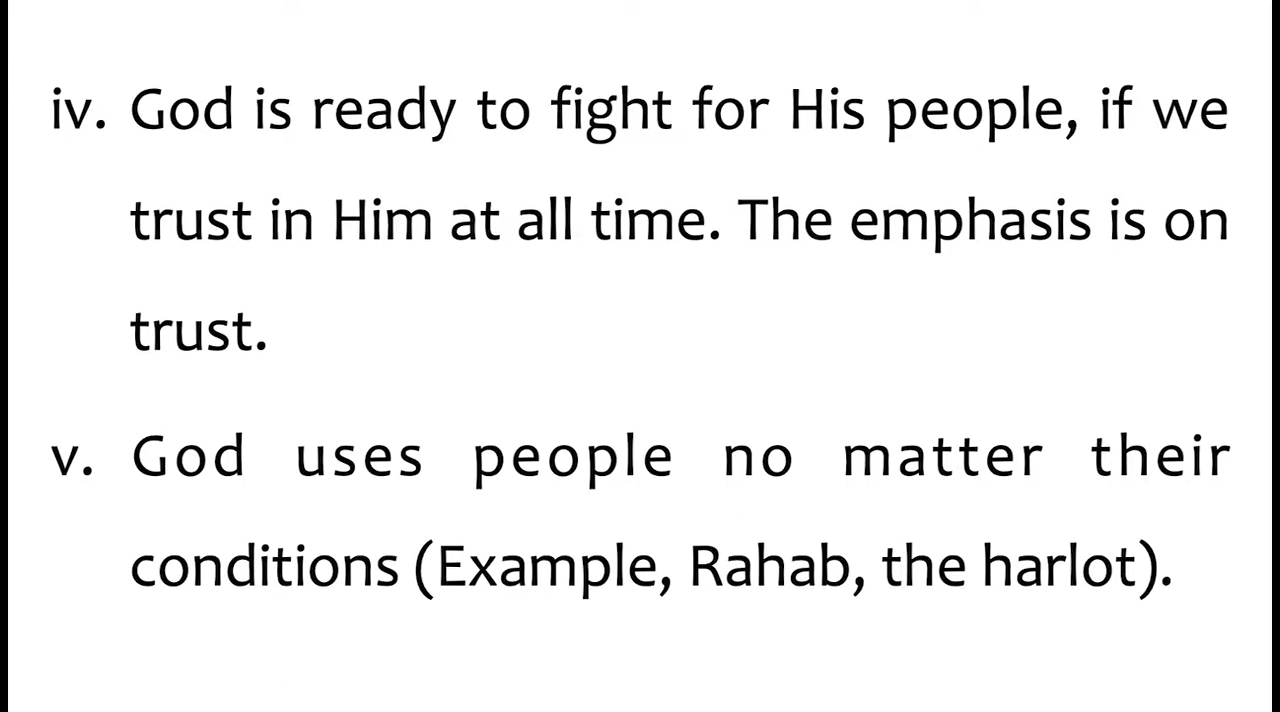 iv. God is ready to fight for His people, if we
trust in Him at all time. The emphasis is on
trust.
v. God uses people no matter their
conditions (Example, Rahab, the harlot).